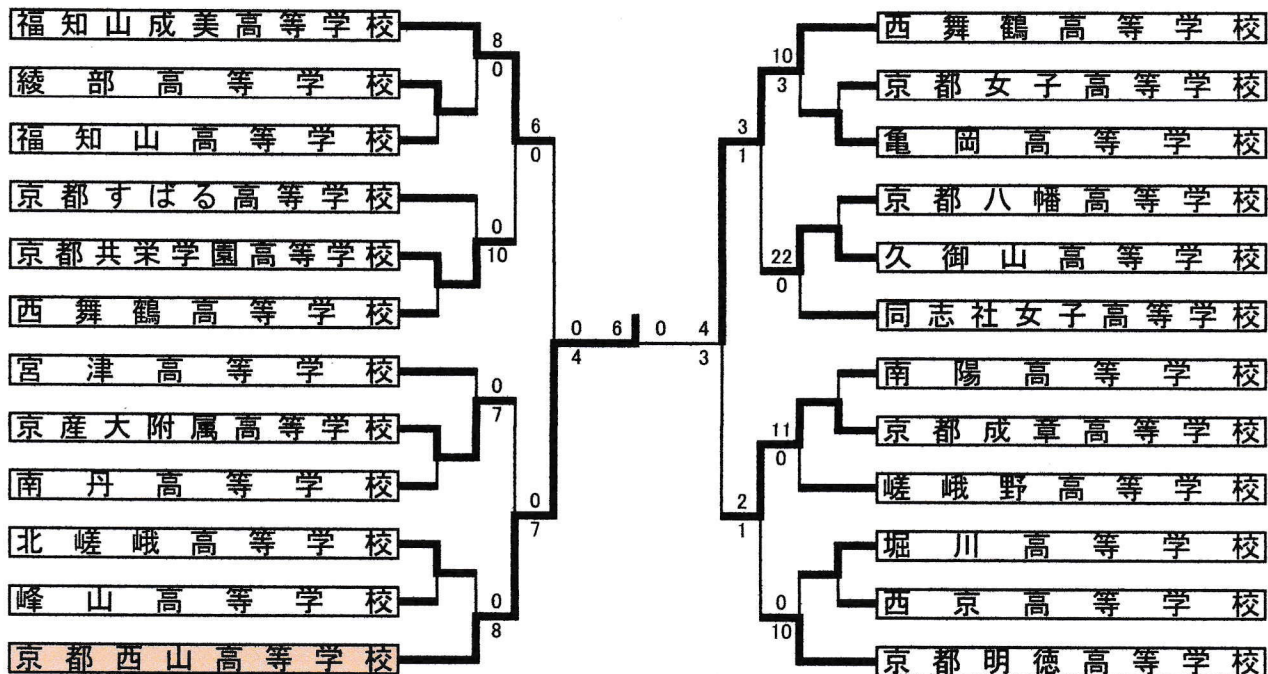 福知山成美高等学校
綾部高等学校
福知山高等学校
京都すばる高等学校
京都共栄学園高等学校
西舞鶴高等学校
宮津高等学校
京産大附属高等学校
南丹高等学校
北嵯峨高等学校
峰山高等学校
京都西山高等学校
8
0
0
10
0
7
0
8
6
0
0
7
0 6 0 4
4 3
3
1
2
1
10
3
22
0
11
0
0
10
西舞鶴高等学校
京都女子高等学校
亀岡高等学校
京都八幡高等学校
久御山高等学校
同志社女子高等学校
南陽高等学校
京都成章高等学校
嵯峨野高等学校
堀川高等学校
西京高等学校
京都明徳高等学校